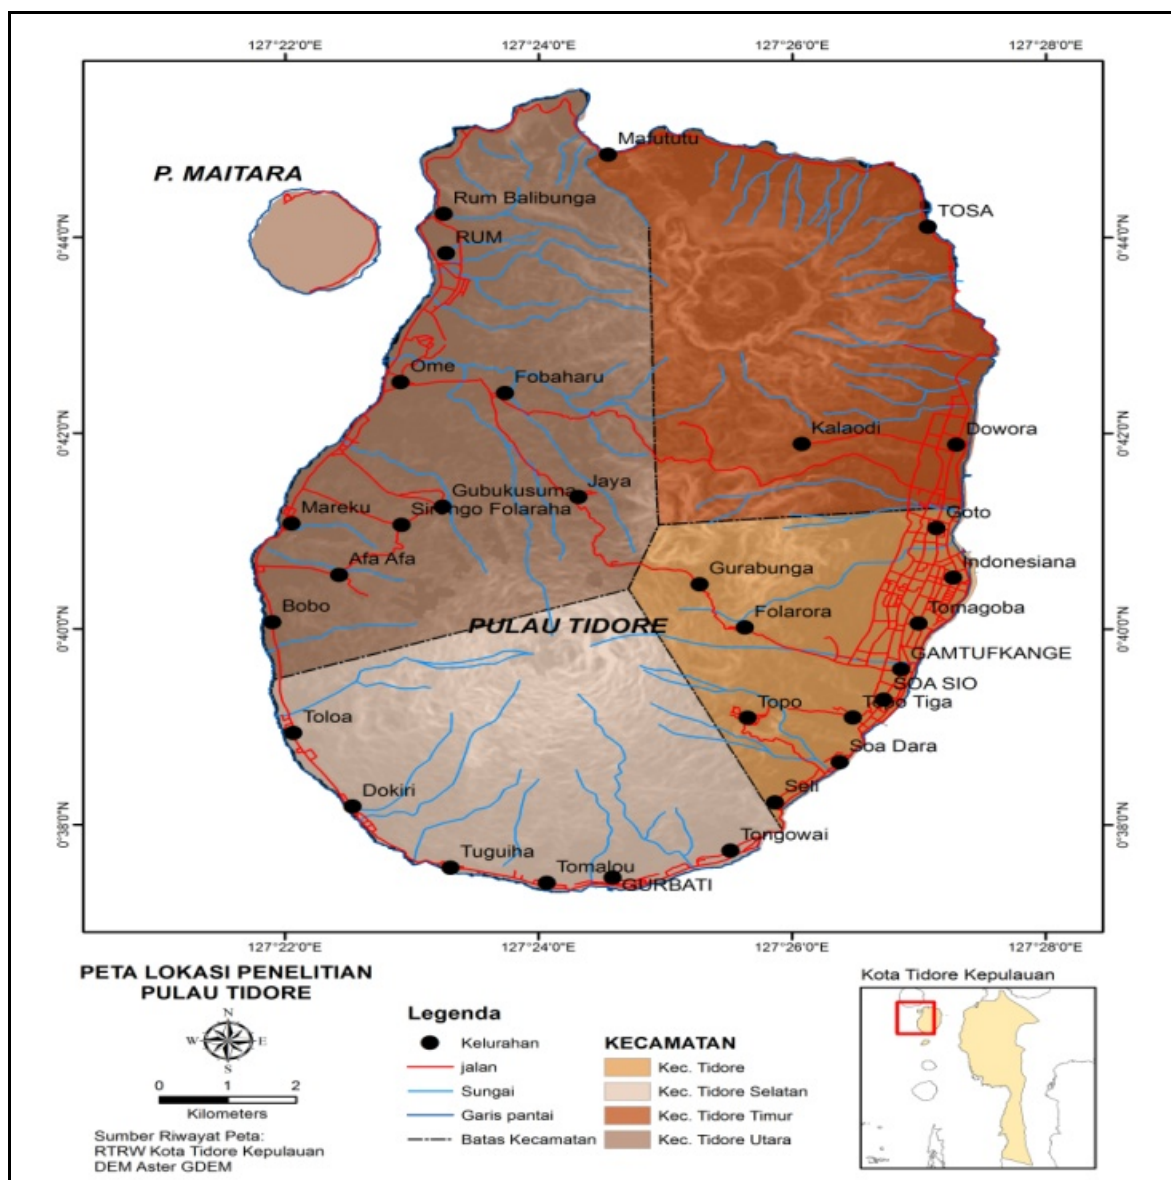 127°22'0"E
127°24'0"E
127°26'0"E
127°28'0"E
Mafututu
P. MAITARA
Rum Balibunga
TOSA
0°44'0"N
RUM
0°44'0"N
Ome
Fobaharu
0°42'0"N
Kalaodi
Dowora
0°42'0"N
Gubukusuma
Jaya
Mareku
Sirongo Folaraha
Goto
Afa Afa
Gurabunga
Indonesiana
Bobo
Folarora
Tomagoba
0°40'0"N
PULAU TIDORE
0°40'0"N
GAMTUFKANGE
SOA SIO
Topo
Topo Tiga
Toloa
Soa Dara
Dokiri
Seli
0°38'0"N
Tongowai
0°38'0"N
Tuguiha
Tomalou
GURBATI
127°22'0"E
127°24'0"E
127°26'0"E
127°28'0"E
PETA LOKASI PENELITIAN
PULAU TIDORE
N
W
E
S
0
1
2
Kilometers
Sumber Riwayat Peta:
RTRW Kota Tidore Kepulauan
DEM Aster GDEM
Legenda
Kelurahan
jalan
Sungai
Garis pantai
Batas Kecamatan
KECAMATAN
Kec. Tidore
Kec. Tidore Selatan
Kec. Tidore Timur
Kec. Tidore Utara
Kota Tidore Kepulauan